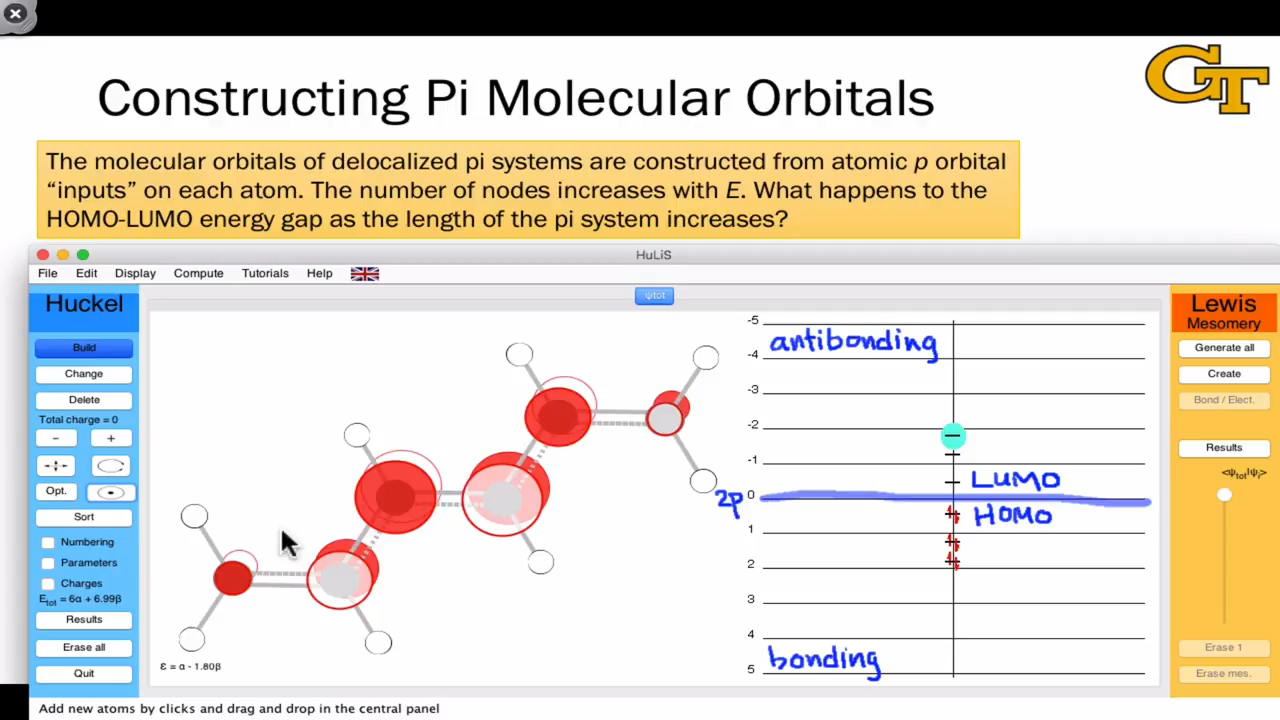 GT
Constructing Pi Molecular Orbitals
The molecular orbitals of delocalized pi systems are constructed from atomic p orbital
“inputs” on each atom. The number of nodes increases with E. What happens to the
HOMO-LUMO energy gap as the length of the pi system increases?
HuLiS
File Edit Display Compute Tutorials Help
Huckel
Build
Change
Delete
Total charge = 0
- +
Opt.
Sort
Numbering
Parameters
Charges
Etot = 6α + 6.99β
Results
Erase all
Quit
ψtot
ε = α - 1.80β
-5
antibonding
-4
-3
-2
-1
LUMO
2p 0
HOMO
1
2
3
4
bonding
5
Lewis
Mesomery
Generate all
Create
Bond / Elect.
Results
<ψtot|ψi>
Erase 1
Erase mes.
Add new atoms by clicks and drag and drop in the central panel